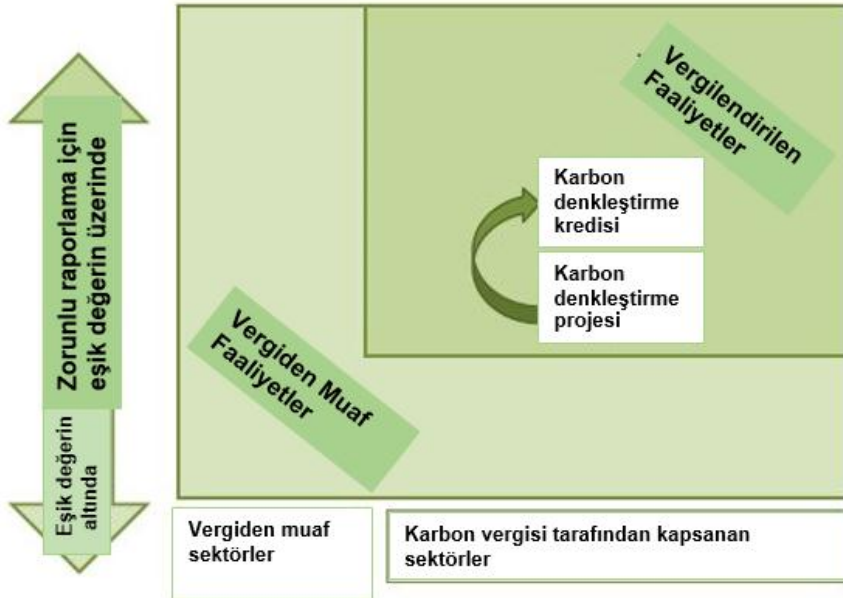 Zorunlu raporlama için
eşik değerin üzerinde
Eşik değerin
altında
Vergilendirilen
Faaliyetler
Karbon
denkleştirme
kredisi
Karbon
denkleştirme
projesi
Vergiden Muaf
Faaliyetler
Vergiden muaf
sektörler
Karbon vergisi tarafından kapsanan
sektörler